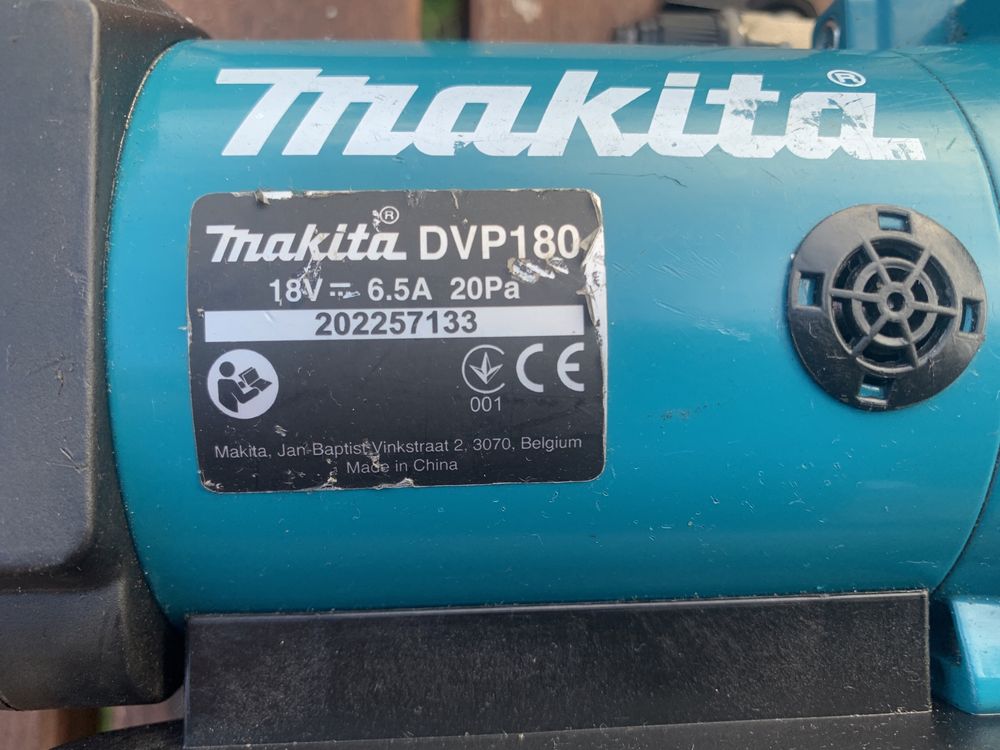 makita®
makita® DVP180
18V⎓ 6.5A 20Pa
202257133
CE
001
Makita, Jan-Baptist Vinkstraat 2, 3070, Belgium
Made in China